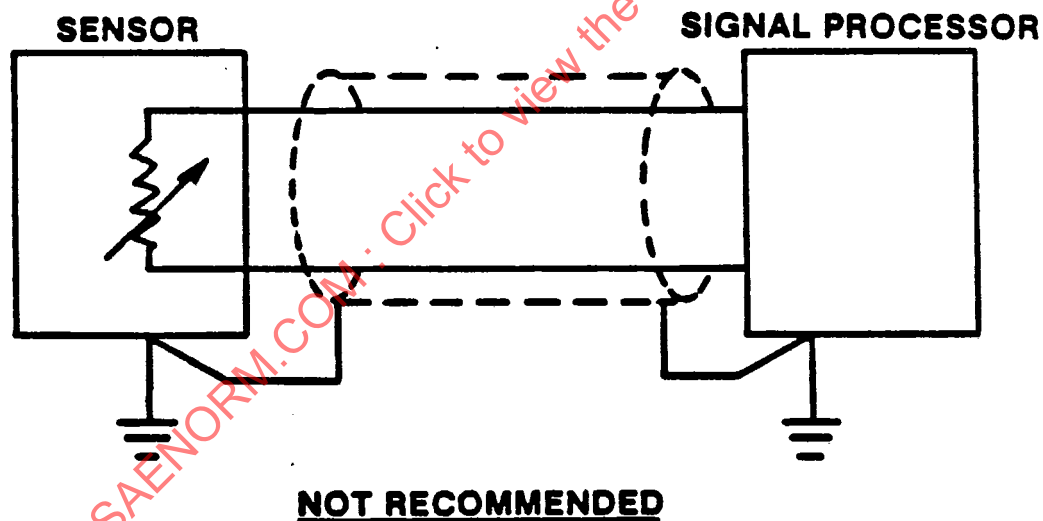 SENSOR
SIGNAL PROCESSOR
SAENORM.COM : Click to view the
NOT RECOMMENDED